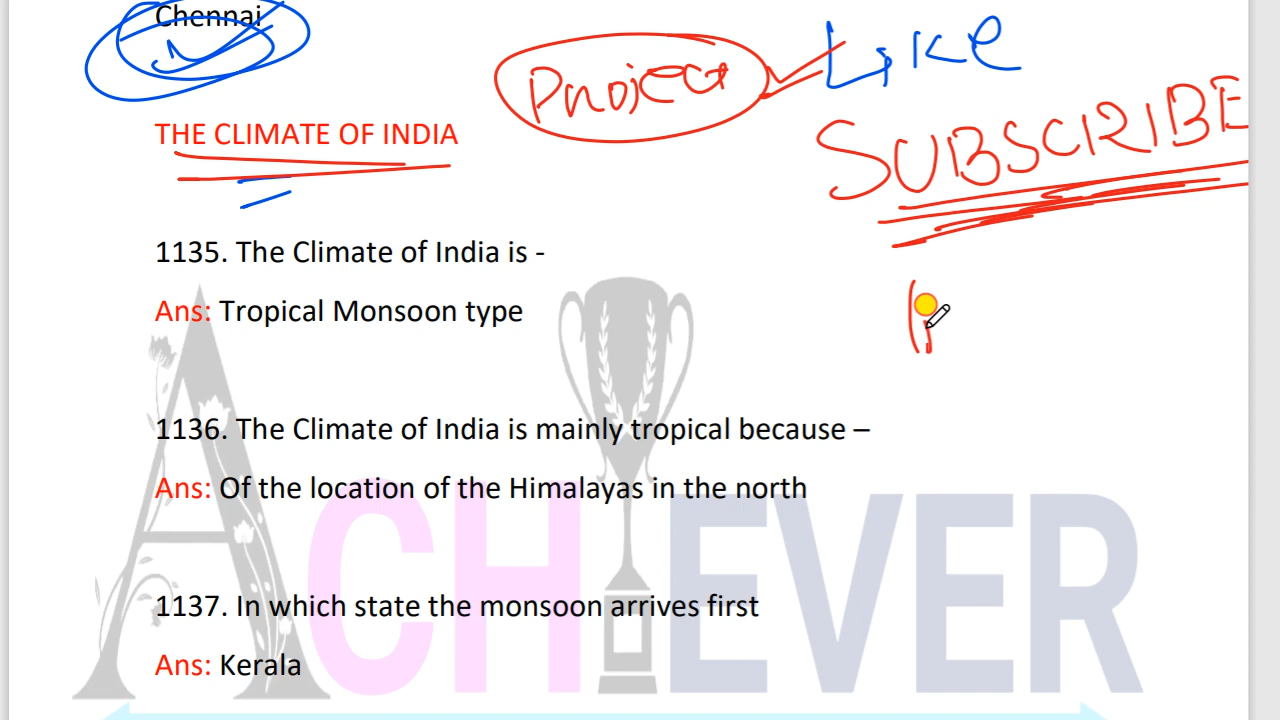 Chennai
Project
LIKE
SUBSCRIBE
THE CLIMATE OF INDIA
1135. The Climate of India is -
Ans: Tropical Monsoon type
1136. The Climate of India is mainly tropical because –
Ans: Of the location of the Himalayas in the north
1137. In which state the monsoon arrives first
Ans: Kerala
ACHIEVER